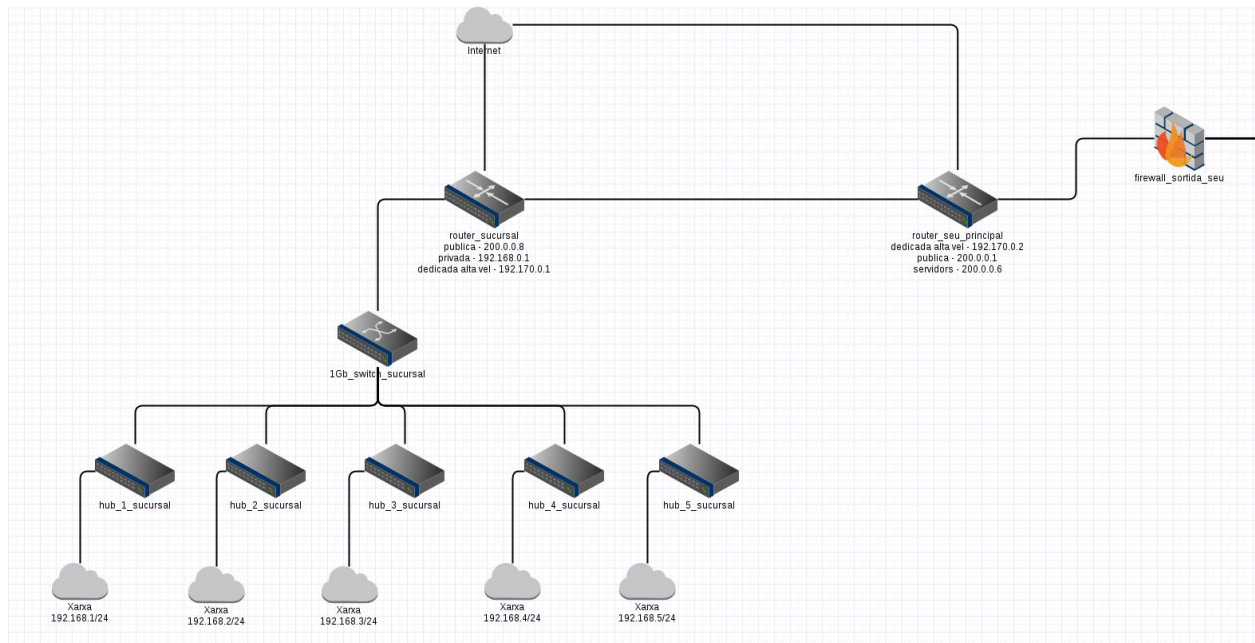 Internet
firewall_sortida_seu
router_sucursal
publica - 200.0.0.8
privada - 192.168.0.1
dedicada alta vel - 192.170.0.1
router_seu_principal
dedicada alta vel - 192.170.0.2
publica - 200.0.0.1
servidors - 200.0.0.6
1Gb_switch_sucursal
hub_1_sucursal
hub_2_sucursal
hub_3_sucursal
hub_4_sucursal
hub_5_sucursal
Xarxa
192.168.1/24
Xarxa
192.168.2/24
Xarxa
192.168.3/24
Xarxa
192.168.4/24
Xarxa
192.168.5/24